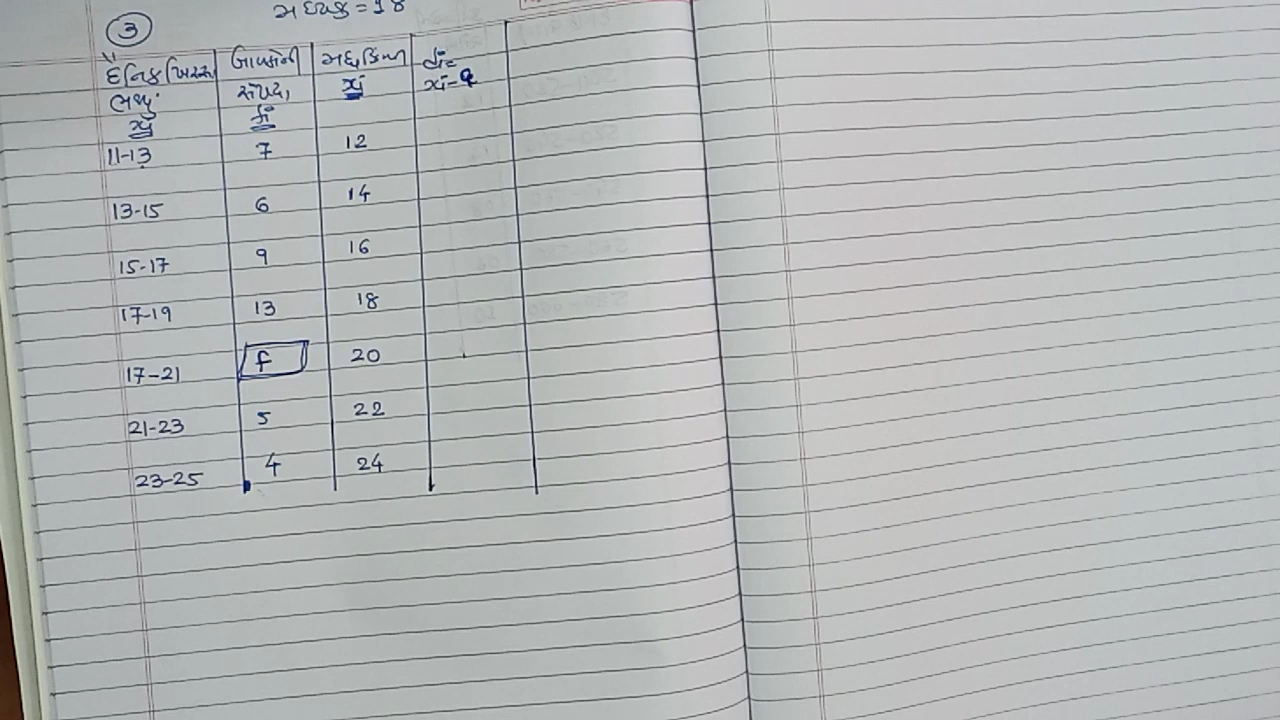 મધ્યક = 18
3
દૈનિક ખિસ્સા બાળકોની મધ્યકિંમત di=
ભથ્થુ સંખ્યા, xi xi-a
xi fi
11-13 7 12
13-15 6 14
15-17 9 16
17-19 13 18
17-21 f 20
21-23 5 22
23-25 4 24